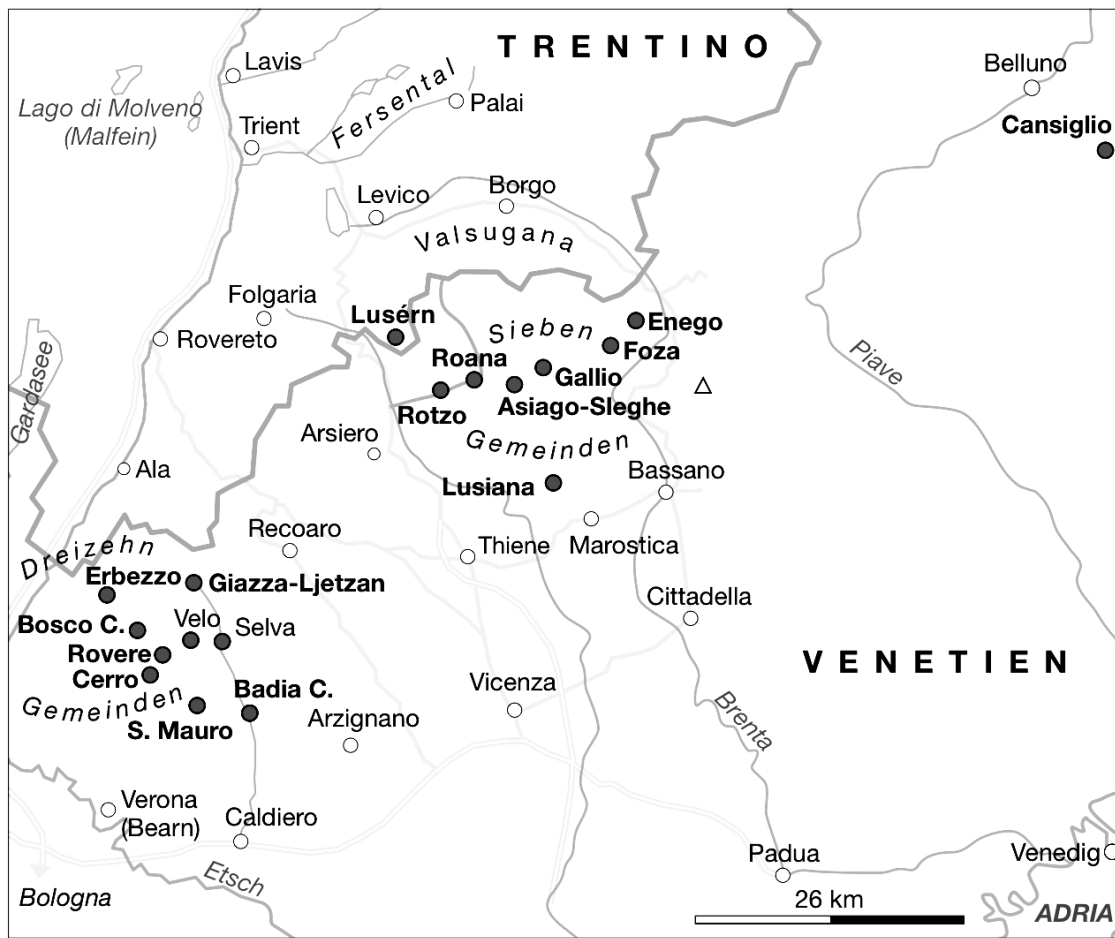 TRENTINO
Lavis
Belluno
Lago di Molveno
(Malfein)
Fersental
Palai
Cansiglio
Trient
Levico
Borgo
Valsugana
Folgaria
Lusérn
Enego
Sieben
Foza
Rovereto
Roana
Gallio
Piave
Gardasee
Rotzo
Asiago-Sleghe
Arsiero
Gemeinden
Ala
Bassano
Lusiana
Recoaro
Thiene
Marostica
Dreizehn
Erbezzo
Giazza-Ljetzan
Cittadella
Bosco C.
Velo
Selva
Rovere
VENETIEN
Cerro
Gemeinden
Badia C.
Vicenza
S. Mauro
Arzignano
Brenta
Verona
(Bearn)
Caldiero
Padua
Venedig
Etsch
Bologna
26 km
ADRIA